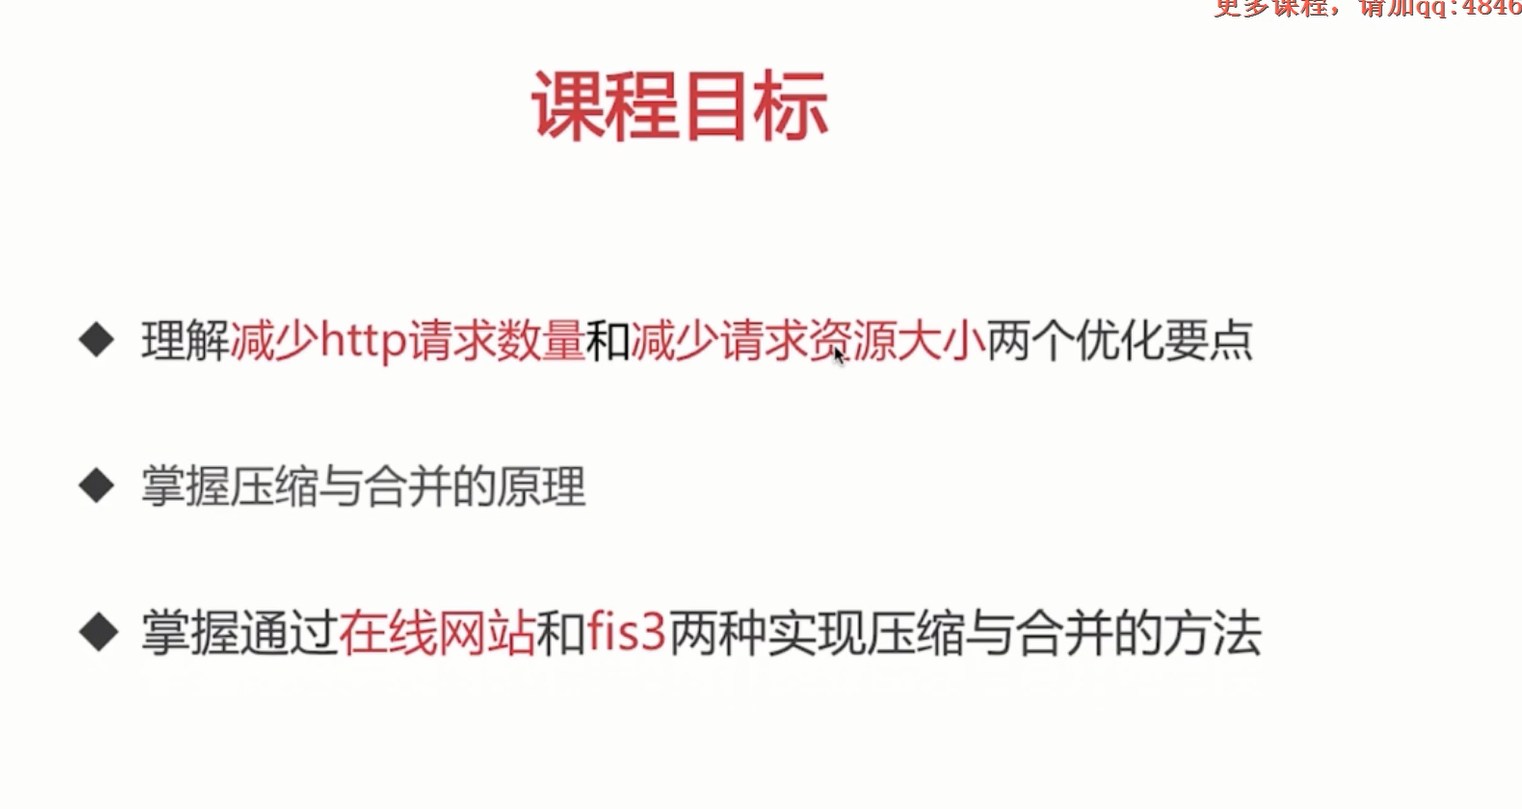 更多课程，请加qq:4846
课程目标
理解减少http请求数量和减少请求资源大小两个优化要点
掌握压缩与合并的原理
掌握通过在线网站和fis3两种实现压缩与合并的方法